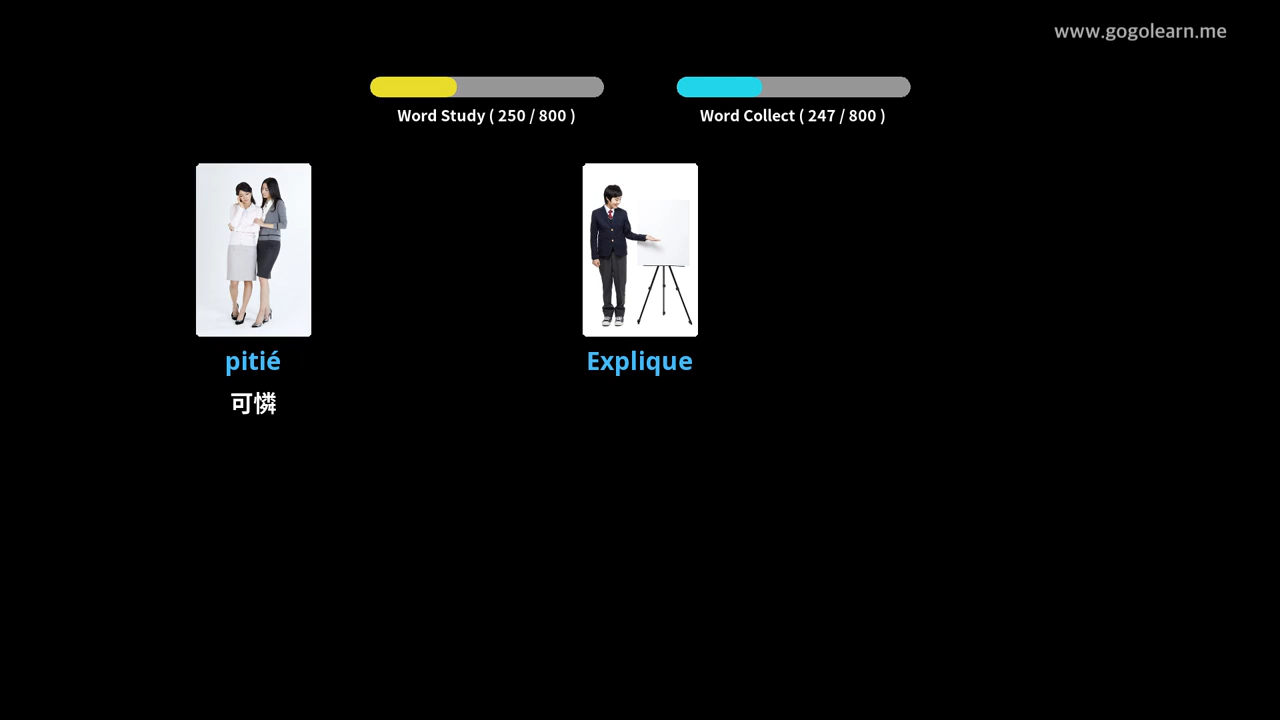 www.gogolearn.me
Word Study ( 250 / 800 )
Word Collect ( 247 / 800 )
pitié
Explique
可憐